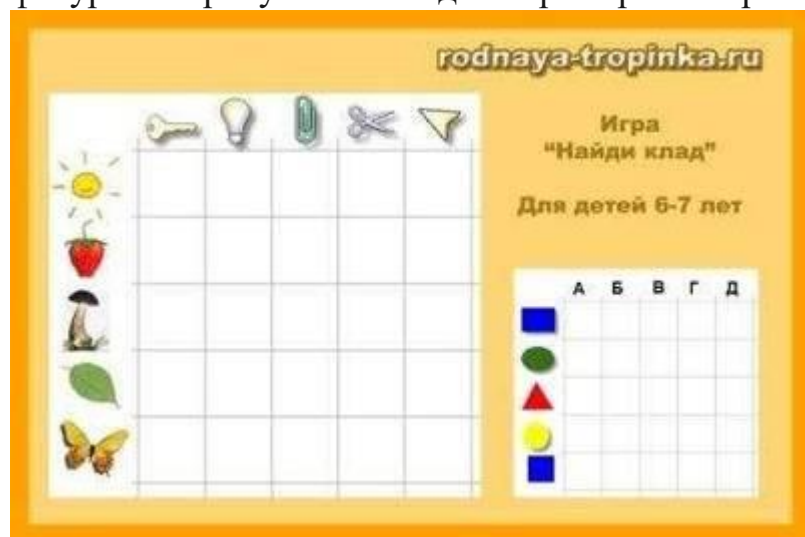 rodnaya-tropinka.ru
Игра
“Найди клад”
Для детей 6-7 лет
А Б В Г Д